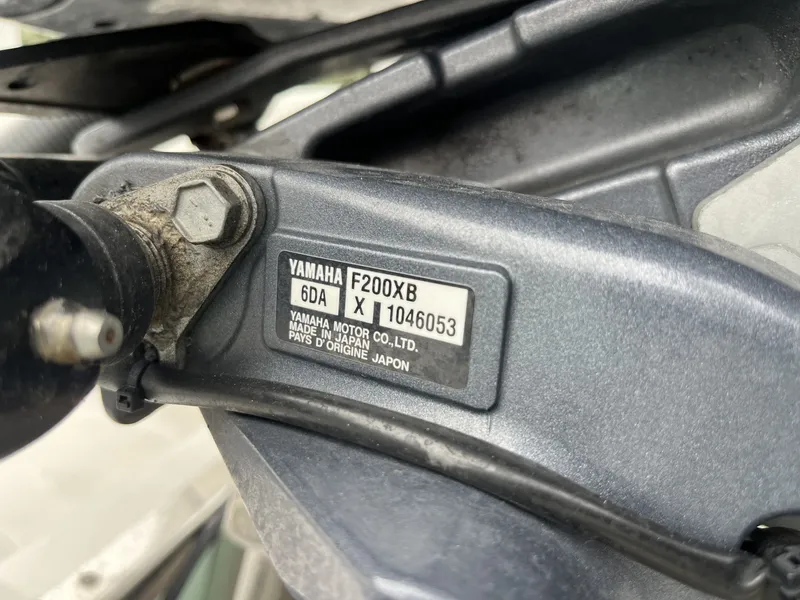 YAMAHA F200XB
6DA X 1046053
YAMAHA MOTOR CO.,LTD.
MADE IN JAPAN
PAYS D'ORIGINE JAPON